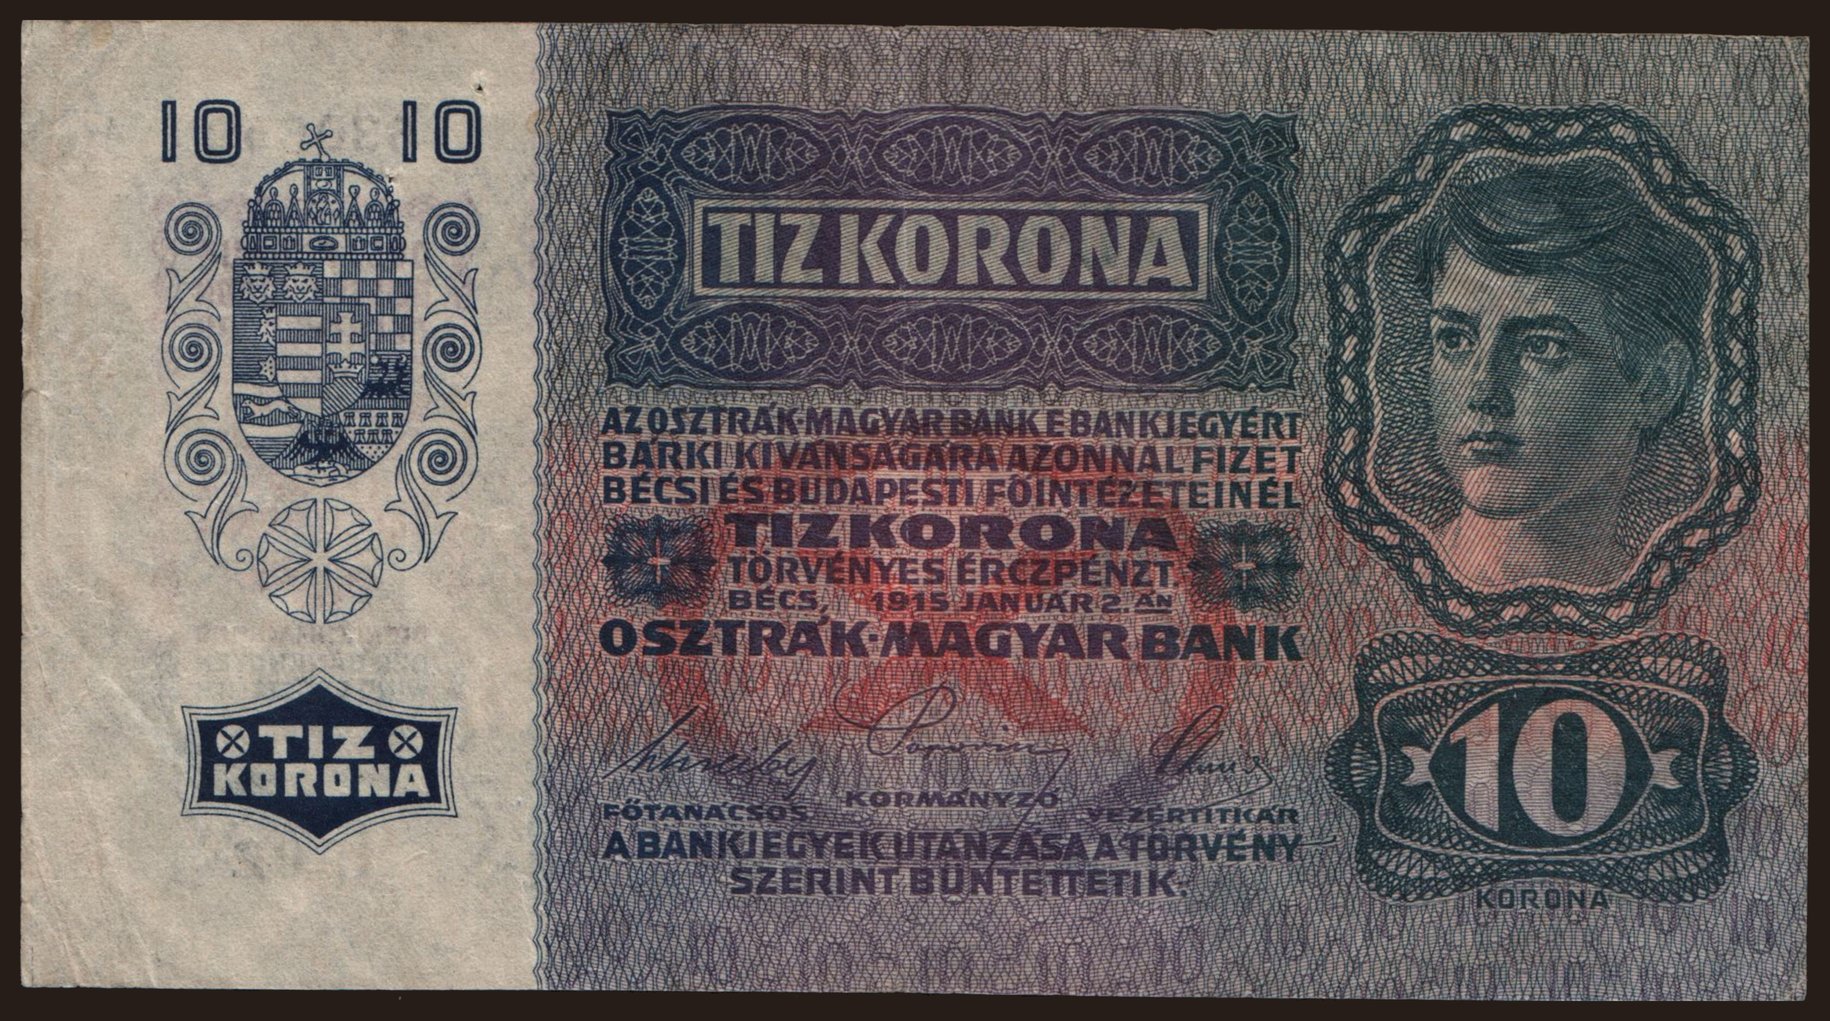 10 10
TIZ
KORONA
TIZ KORONA
AZ OSZTRÁK-MAGYAR BANK E BANKJEGYÉRT
BÁRKI KIVÁNSÁGÁRA AZONNAL FIZET
BÉCSI ÉS BUDAPESTI FŐINTÉZETEINÉL
TIZ KORONA
TÖRVÉNYES ÉRCZPÉNZT.
BÉCS, 1915 JANUÁR 2.ÁN
OSZTRÁK-MAGYAR BANK
FŐTANÁCSOS KORMÁNYZÓ VEZÉRTITKÁR
A BANKJEGYEK UTÁNZÁSA A TÖRVÉNY
SZERINT BÜNTETTETIK.
10
KORONA